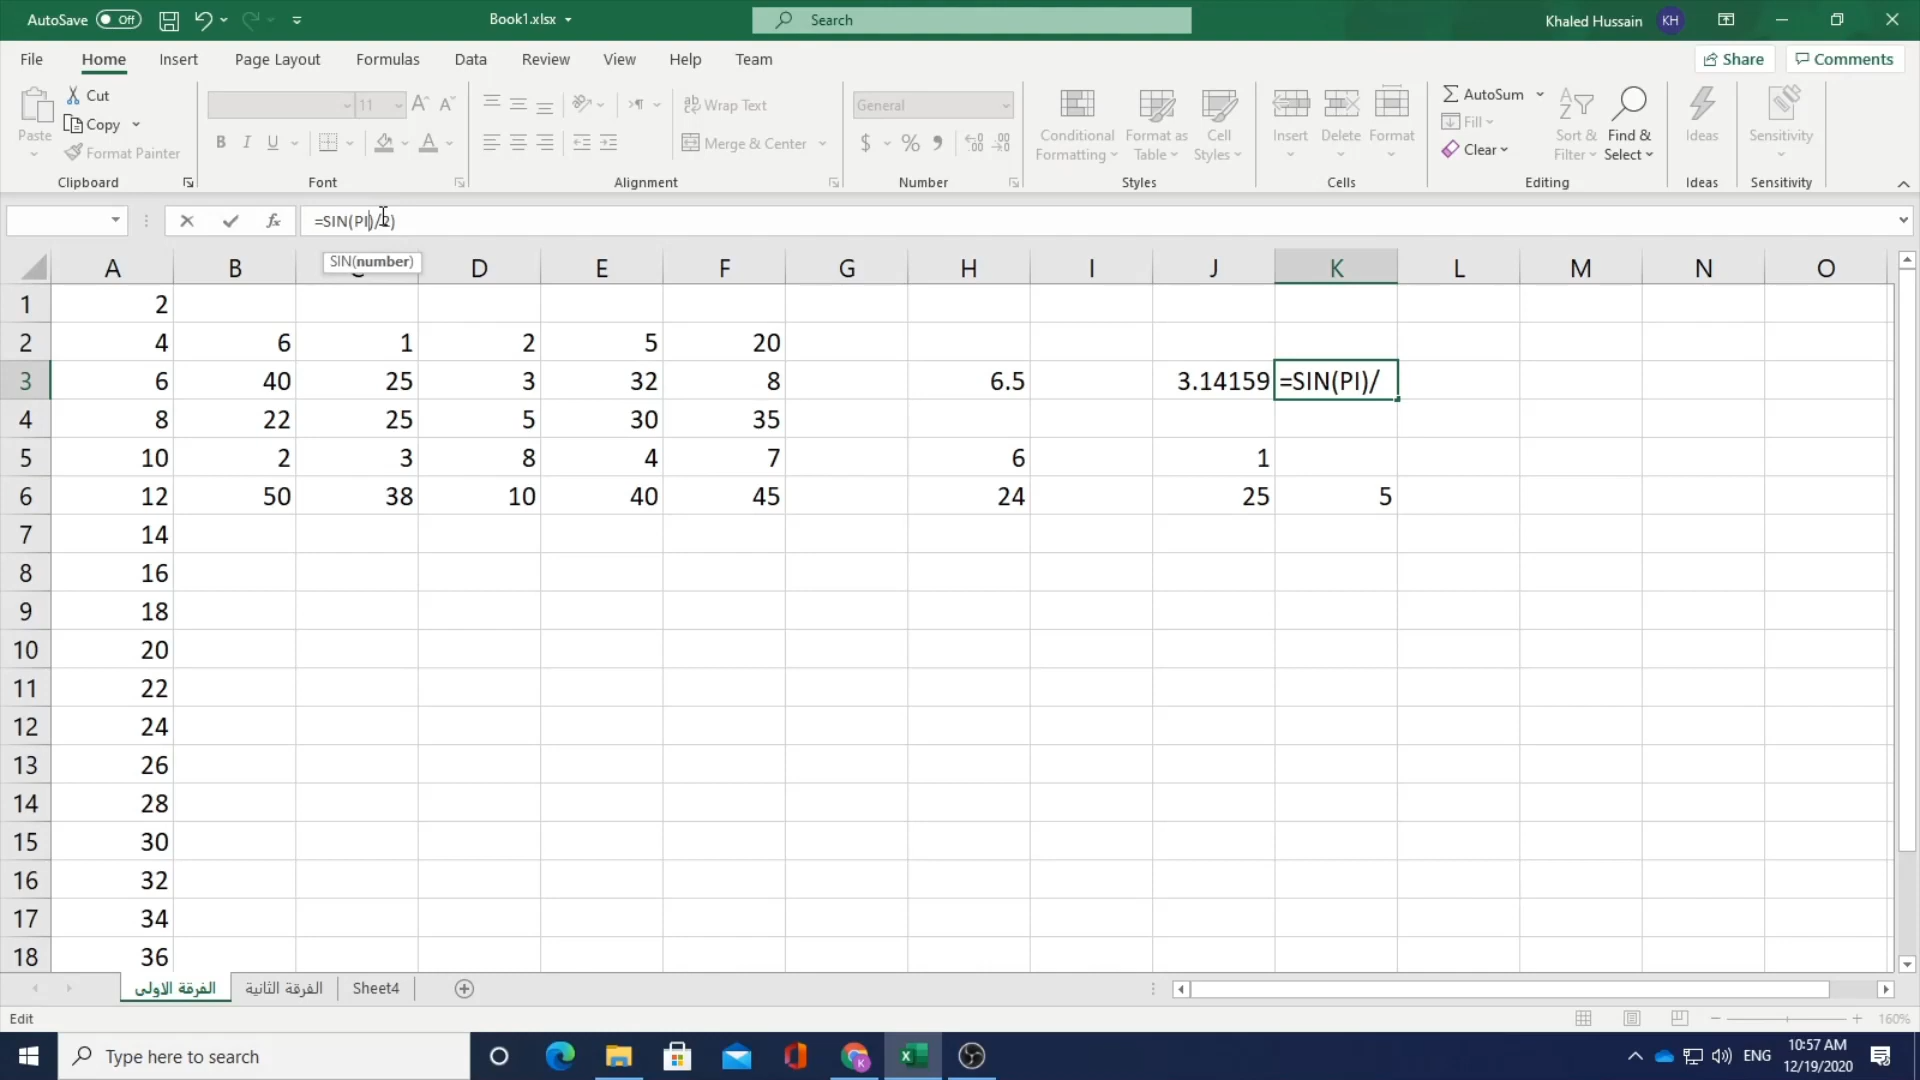 AutoSave Off
Book1.xlsx
Search
Khaled Hussain KH
File Home Insert Page Layout Formulas Data Review View Help Team
Share Comments
Paste
Cut
Copy
Format Painter
Clipboard
11
B I U
Font
Wrap Text
Merge & Center
Alignment
General
$ %
Number
Conditional Formatting
Format as Table
Cell Styles
Styles
Insert Delete Format
Cells
AutoSum
Fill
Clear
Sort & Filter
Find & Select
Editing
Ideas
Ideas
Sensitivity
Sensitivity
fx
=SIN(PI)/2)
SIN(number)
A B D E F G H I J K L M N O
1 2
2 4 6 1 2 5 20
3 6 40 25 3 32 8 6.5 3.14159 =SIN(PI)/
4 8 22 25 5 30 35
5 10 2 3 8 4 7 6 1
6 12 50 38 10 40 45 24 25 5
7 14
8 16
9 18
10 20
11 22
12 24
13 26
14 28
15 30
16 32
17 34
18 36
الفرقة الاولى
الفرقة الثانية
Sheet4
Edit
160%
Type here to search
ENG
10:57 AM
12/19/2020